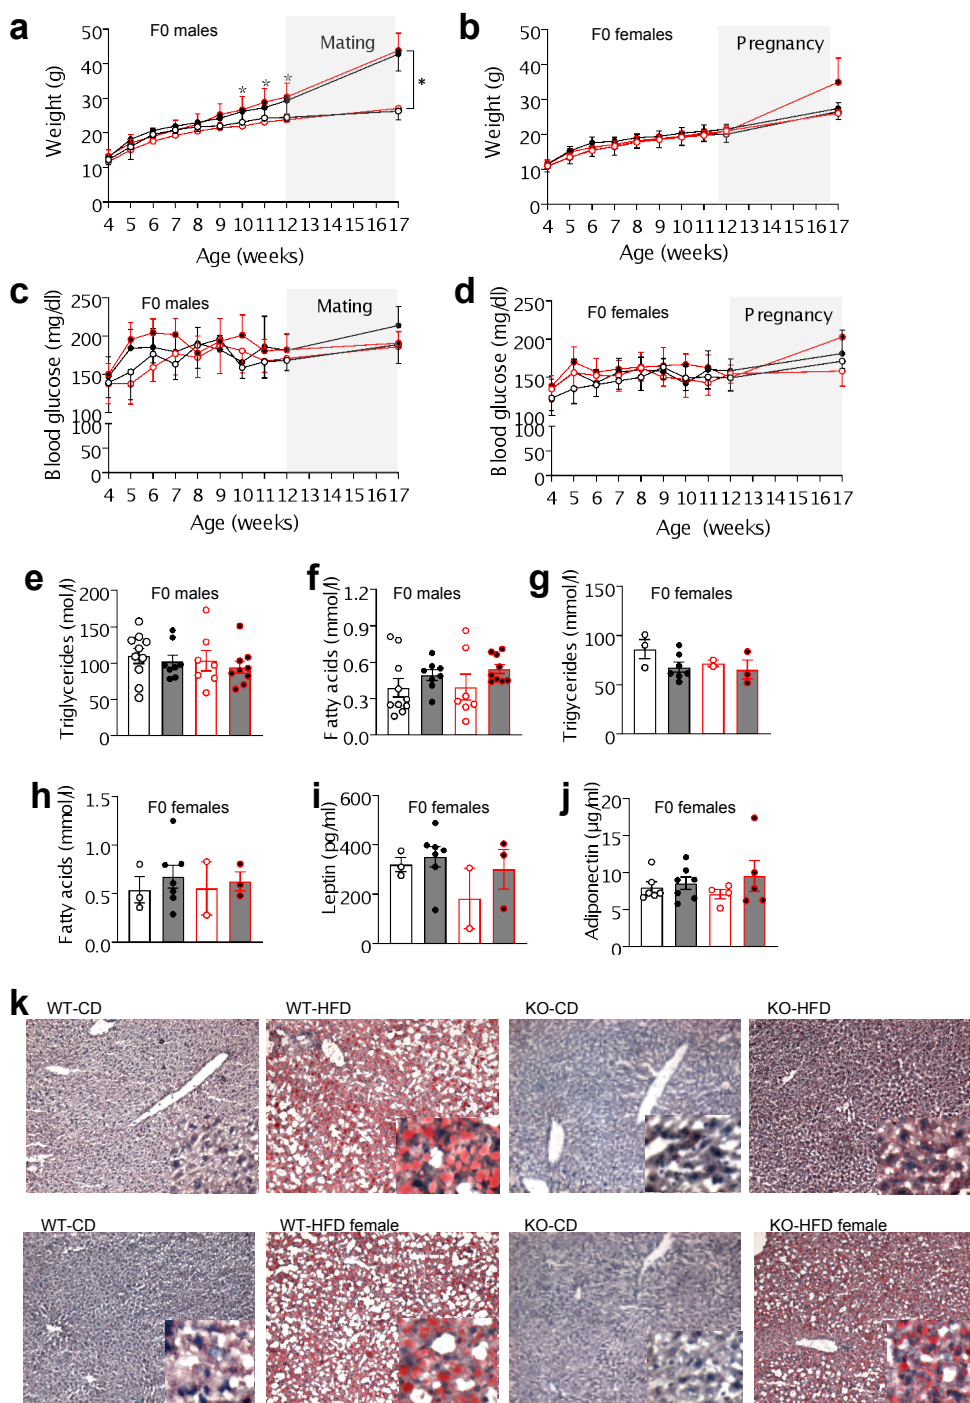 a
F0 males
Mating
Weight (g)
50
40
30
20
10
0
* * *
*
4 5 6 7 8 9 10 11 12 13 14 15 16 17
Age (weeks)
b
F0 females
Pregnancy
Weight (g)
50
40
30
20
10
0
4 5 6 7 8 9 10 11 12 13 14 15 16 17
Age (weeks)
c
F0 males
Mating
Blood glucose (mg/dl)
250
200
150
100
100
50
0
4 5 6 7 8 9 10 11 12 13 14 15 16 17
Age (weeks)
d
F0 females
Pregnancy
Blood glucose (mg/dl)
250
200
150
100
100
50
0
4 5 6 7 8 9 10 11 12 13 14 15 16 17
Age (weeks)
e
F0 males
Triglycerides (mol/l)
200
150
100
50
0
f
F0 males
Fatty acids (mmol/l)
1.2
0.9
0.6
0.3
0.0
g
F0 females
Trigycerides (mmol/l)
150
100
50
0
h
F0 females
Fatty acids (mmol/l)
1.5
1.0
0.5
0.0
i
F0 females
Leptin (pg/ml)
600
400
200
0
j
F0 females
Adiponectin (µg/ml)
20
15
10
5
0
k
WT-CD
WT-HFD
KO-CD
KO-HFD
WT-CD
WT-HFD female
KO-CD
KO-HFD female